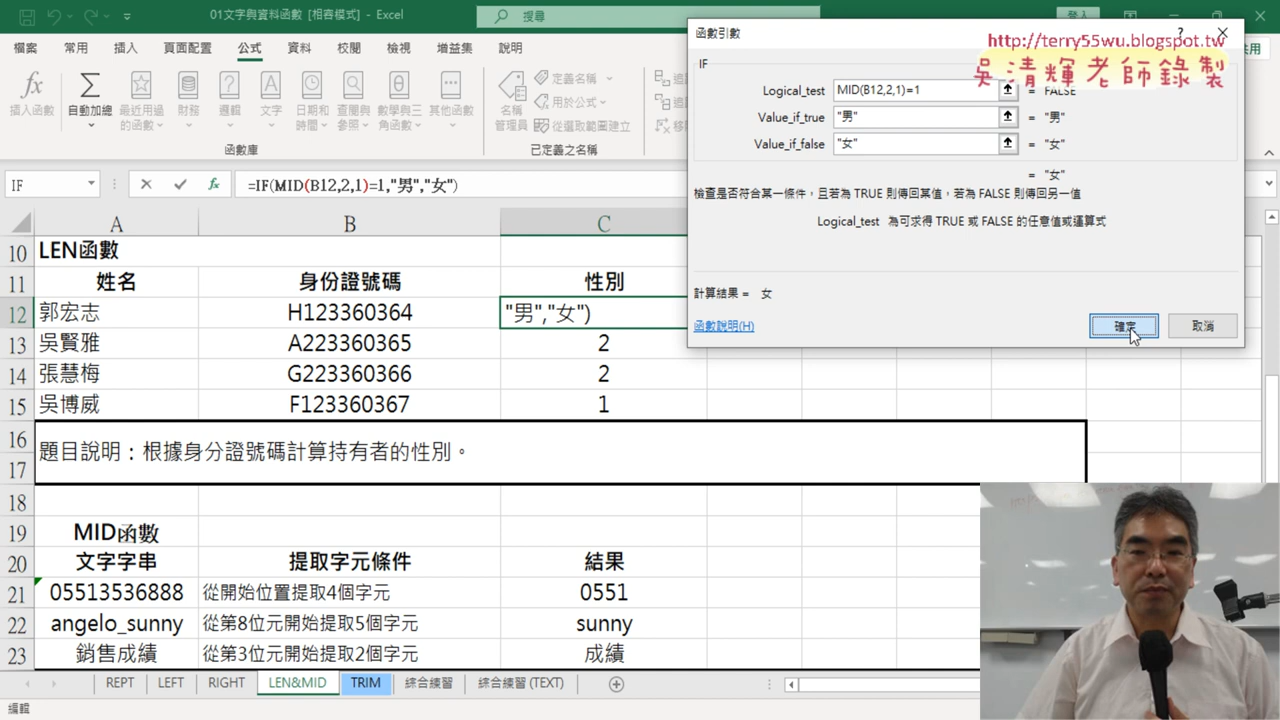 01文字與資料函數 [相容模式] - Excel
搜尋
登入
檔案 常用 插入 頁面配置 公式 資料 校閱 檢視 增益集 說明
插入函數
自動加總
最近用過的函數
財務
邏輯
文字
日期和時間
查閱與參照
數學與三角函數
其他函數
函數庫
名稱管理員
定義名稱
用於公式
從選取範圍建立
已定義之名稱
函數引數
? ×
http://terry55wu.blogspot.tw
吳清輝老師錄製
IF
Logical_test MID(B12,2,1)=1 = FALSE
Value_if_true "男" = "男"
Value_if_false "女" = "女"
= "女"
檢查是否符合某一條件，且若為 TRUE 則傳回某值，若為 FALSE 則傳回另一值
Logical_test 為可求得 TRUE 或 FALSE 的任意值或運算式
計算結果 = 女
函數說明(H)
確定 取消
IF =IF(MID(B12,2,1)=1,"男","女")
A B C
10 LEN函數
11 姓名 身份證號碼 性別
12 郭宏志 H123360364 "男","女")
13 吳賢雅 A223360365 2
14 張慧梅 G223360366 2
15 吳博威 F123360367 1
16
題目說明：根據身分證號碼計算持有者的性別。
17
18
19 MID函數
20 文字字串 提取字元條件 結果
21 05513536888 從開始位置提取4個字元 0551
22 angelo_sunny 從第8位元開始提取5個字元 sunny
23 銷售成績 從第3位元開始提取2個字元 成績
REPT LEFT RIGHT LEN&MID TRIM 綜合練習 綜合練習 (TEXT)
編輯